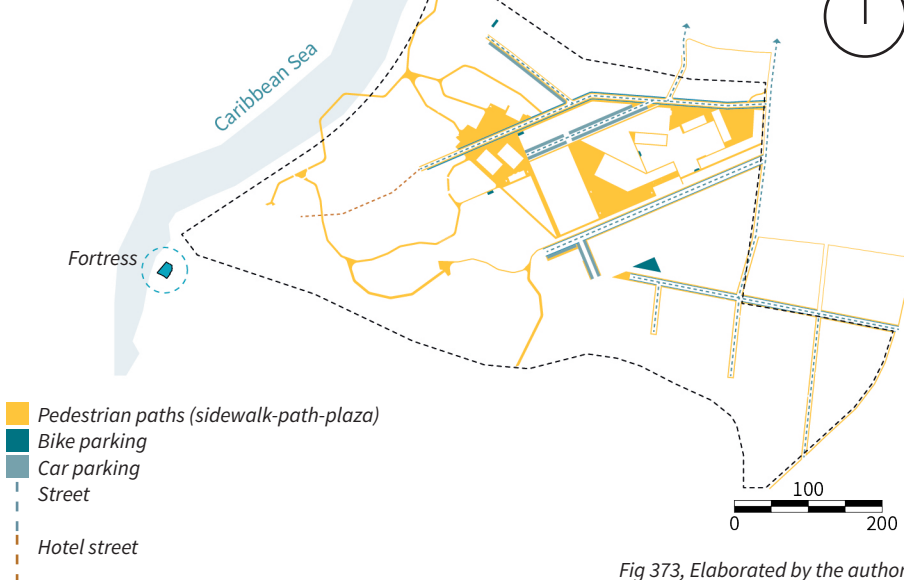 Caribbean Sea
Fortress
Pedestrian paths (sidewalk-path-plaza)
Bike parking
Car parking
Street
Hotel street
100
0 200
Fig 373, Elaborated by the author